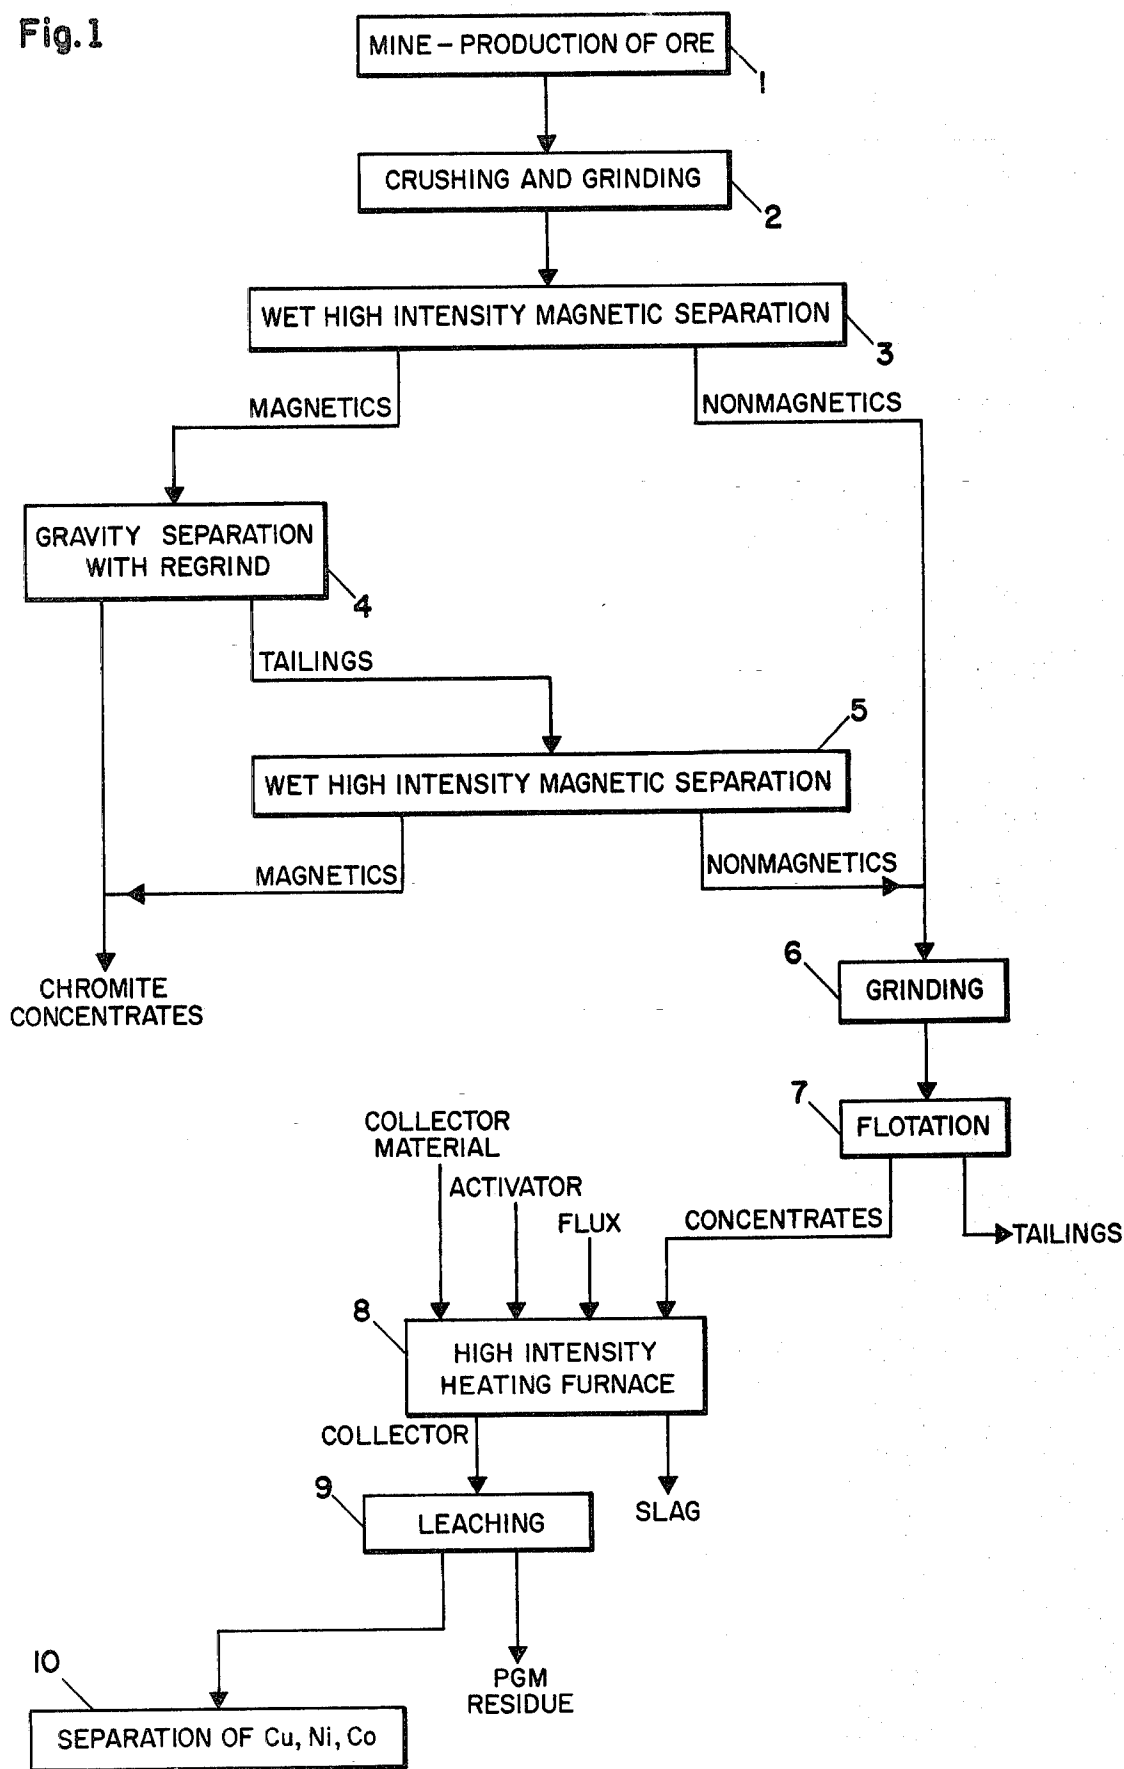 Fig.1
MINE – PRODUCTION OF ORE
1
CRUSHING AND GRINDING
2
WET HIGH INTENSITY MAGNETIC SEPARATION
3
MAGNETICS
NONMAGNETICS
GRAVITY SEPARATION
WITH REGRIND
4
TAILINGS
5
WET HIGH INTENSITY MAGNETIC SEPARATION
MAGNETICS
NONMAGNETICS
CHROMITE
CONCENTRATES
6
GRINDING
7
FLOTATION
COLLECTOR
MATERIAL
ACTIVATOR
FLUX
CONCENTRATES
TAILINGS
8
HIGH INTENSITY
HEATING FURNACE
COLLECTOR
SLAG
9
LEACHING
PGM
RESIDUE
10
SEPARATION OF Cu, Ni, Co